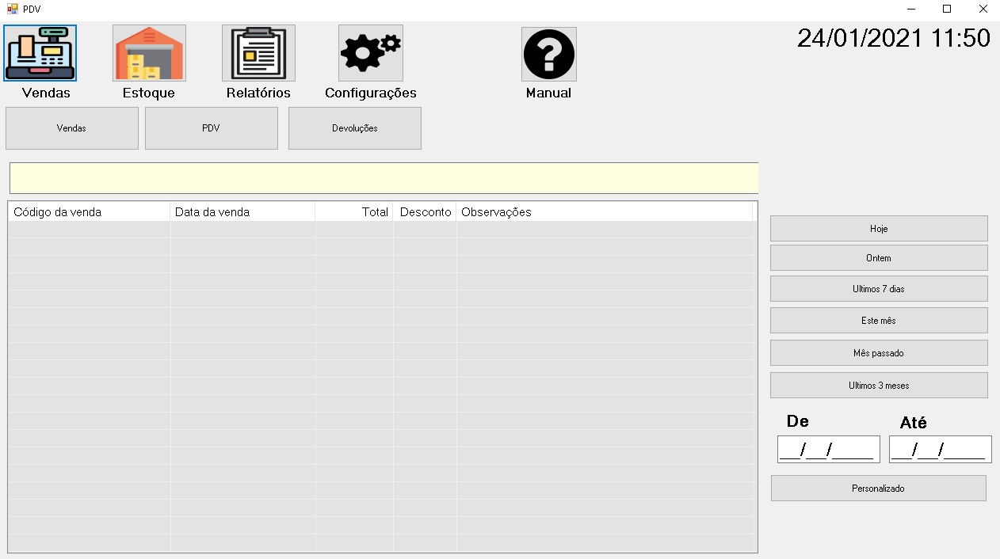 PDV
24/01/2021 11:50
Vendas Estoque Relatórios Configurações Manual
Vendas PDV Devoluções
Código da venda Data da venda Total Desconto Observações
Hoje
Ontem
Ultimos 7 dias
Este mês
Mês passado
Ultimos 3 meses
De Até
__/__/____ __/__/____
Personalizado